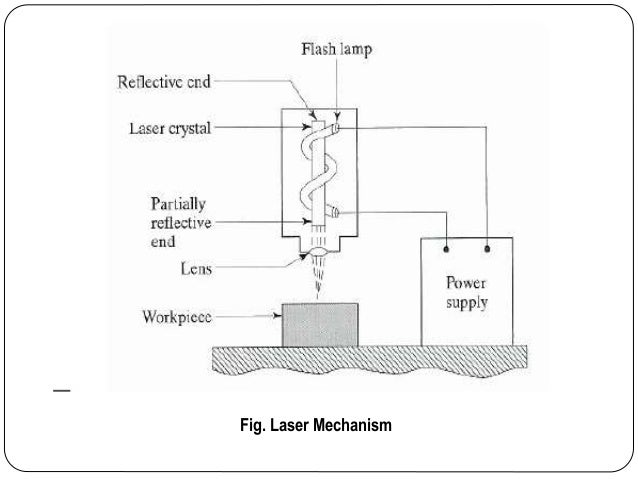 Flash lamp
Reflective end
Laser crystal
Partially
reflective
end
Lens
Power
supply
Workpiece
Fig. Laser Mechanism